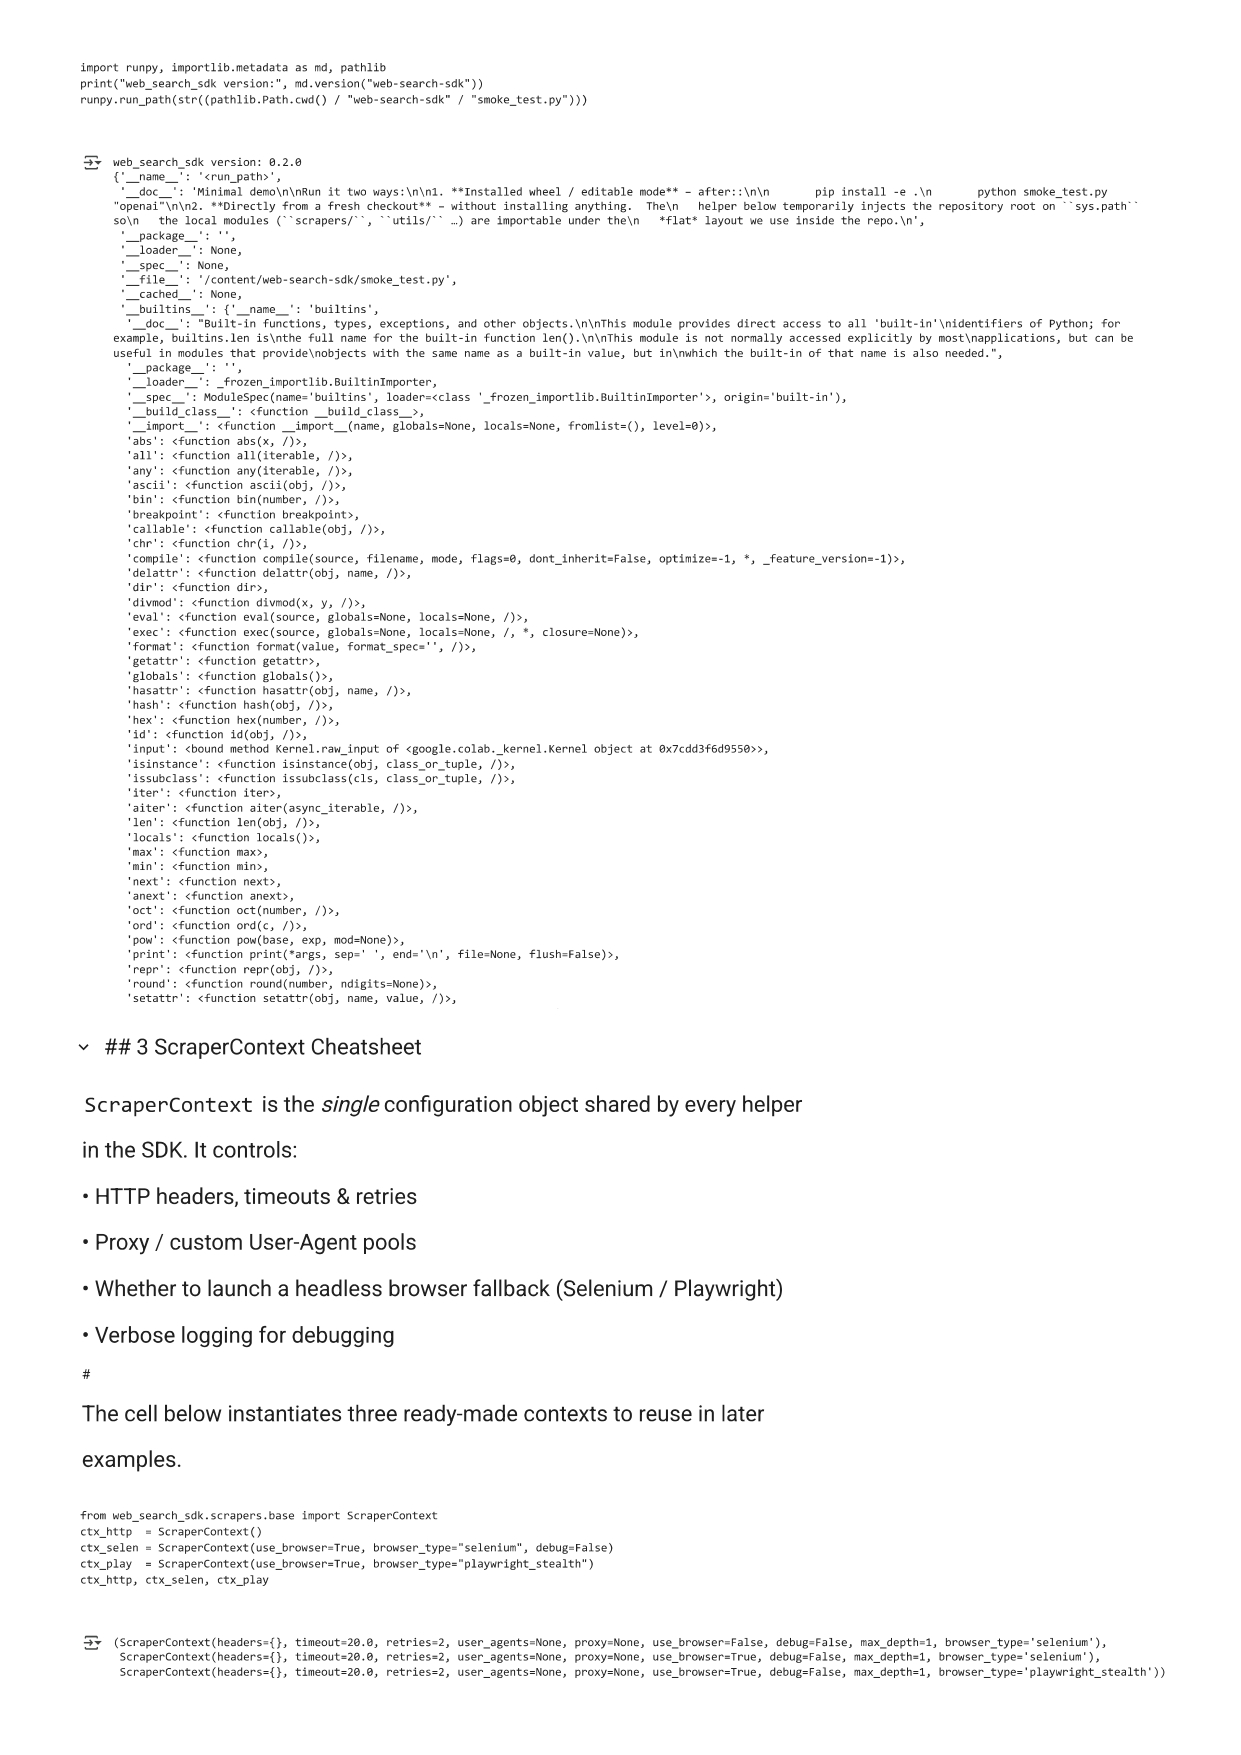 import runpy, importlib.metadata as md, pathlib
print("web_search_sdk version:", md.version("web-search-sdk"))
runpy.run_path(str((pathlib.Path.cwd() / "web-search-sdk" / "smoke_test.py")))
web_search_sdk version: 0.2.0
{'__name__': '<run_path>',
 '__doc__': 'Minimal demo\n\nRun it two ways:\n\n1. **Installed wheel / editable mode** – after::\n\n       pip install -e .\n       python smoke_test.py
"openai"\n\n2. **Directly from a fresh checkout** – without installing anything.  The\n   helper below temporarily injects the repository root on ``sys.path``
so\n   the local modules (``scrapers/``, ``utils/`` …) are importable under the\n   *flat* layout we use inside the repo.\n',
 '__package__': '',
 '__loader__': None,
 '__spec__': None,
 '__file__': '/content/web-search-sdk/smoke_test.py',
 '__cached__': None,
 '__builtins__': {'__name__': 'builtins',
  '__doc__': "Built-in functions, types, exceptions, and other objects.\n\nThis module provides direct access to all 'built-in'\nidentifiers of Python; for
example, builtins.len is\nthe full name for the built-in function len().\n\nThis module is not normally accessed explicitly by most\napplications, but can be
useful in modules that provide\nobjects with the same name as a built-in value, but in\nwhich the built-in of that name is also needed.",
  '__package__': '',
  '__loader__': _frozen_importlib.BuiltinImporter,
  '__spec__': ModuleSpec(name='builtins', loader=<class '_frozen_importlib.BuiltinImporter'>, origin='built-in'),
  '__build_class__': <function __build_class__>,
  '__import__': <function __import__(name, globals=None, locals=None, fromlist=(), level=0)>,
  'abs': <function abs(x, /)>,
  'all': <function all(iterable, /)>,
  'any': <function any(iterable, /)>,
  'ascii': <function ascii(obj, /)>,
  'bin': <function bin(number, /)>,
  'breakpoint': <function breakpoint>,
  'callable': <function callable(obj, /)>,
  'chr': <function chr(i, /)>,
  'compile': <function compile(source, filename, mode, flags=0, dont_inherit=False, optimize=-1, *, _feature_version=-1)>,
  'delattr': <function delattr(obj, name, /)>,
  'dir': <function dir>,
  'divmod': <function divmod(x, y, /)>,
  'eval': <function eval(source, globals=None, locals=None, /)>,
  'exec': <function exec(source, globals=None, locals=None, /, *, closure=None)>,
  'format': <function format(value, format_spec='', /)>,
  'getattr': <function getattr>,
  'globals': <function globals()>,
  'hasattr': <function hasattr(obj, name, /)>,
  'hash': <function hash(obj, /)>,
  'hex': <function hex(number, /)>,
  'id': <function id(obj, /)>,
  'input': <bound method Kernel.raw_input of <google.colab._kernel.Kernel object at 0x7cdd3f6d9550>>,
  'isinstance': <function isinstance(obj, class_or_tuple, /)>,
  'issubclass': <function issubclass(cls, class_or_tuple, /)>,
  'iter': <function iter>,
  'aiter': <function aiter(async_iterable, /)>,
  'len': <function len(obj, /)>,
  'locals': <function locals()>,
  'max': <function max>,
  'min': <function min>,
  'next': <function next>,
  'anext': <function anext>,
  'oct': <function oct(number, /)>,
  'ord': <function ord(c, /)>,
  'pow': <function pow(base, exp, mod=None)>,
  'print': <function print(*args, sep=' ', end='\n', file=None, flush=False)>,
  'repr': <function repr(obj, /)>,
  'round': <function round(number, ndigits=None)>,
  'setattr': <function setattr(obj, name, value, /)>,
## 3 ScraperContext Cheatsheet
ScraperContext is the single configuration object shared by every helper
in the SDK. It controls:
• HTTP headers, timeouts & retries
• Proxy / custom User-Agent pools
• Whether to launch a headless browser fallback (Selenium / Playwright)
• Verbose logging for debugging
#
The cell below instantiates three ready-made contexts to reuse in later
examples.
from web_search_sdk.scrapers.base import ScraperContext
ctx_http  = ScraperContext()
ctx_selen = ScraperContext(use_browser=True, browser_type="selenium", debug=False)
ctx_play  = ScraperContext(use_browser=True, browser_type="playwright_stealth")
ctx_http, ctx_selen, ctx_play
(ScraperContext(headers={}, timeout=20.0, retries=2, user_agents=None, proxy=None, use_browser=False, debug=False, max_depth=1, browser_type='selenium'),
 ScraperContext(headers={}, timeout=20.0, retries=2, user_agents=None, proxy=None, use_browser=True, debug=False, max_depth=1, browser_type='selenium'),
 ScraperContext(headers={}, timeout=20.0, retries=2, user_agents=None, proxy=None, use_browser=True, debug=False, max_depth=1, browser_type='playwright_stealth'))